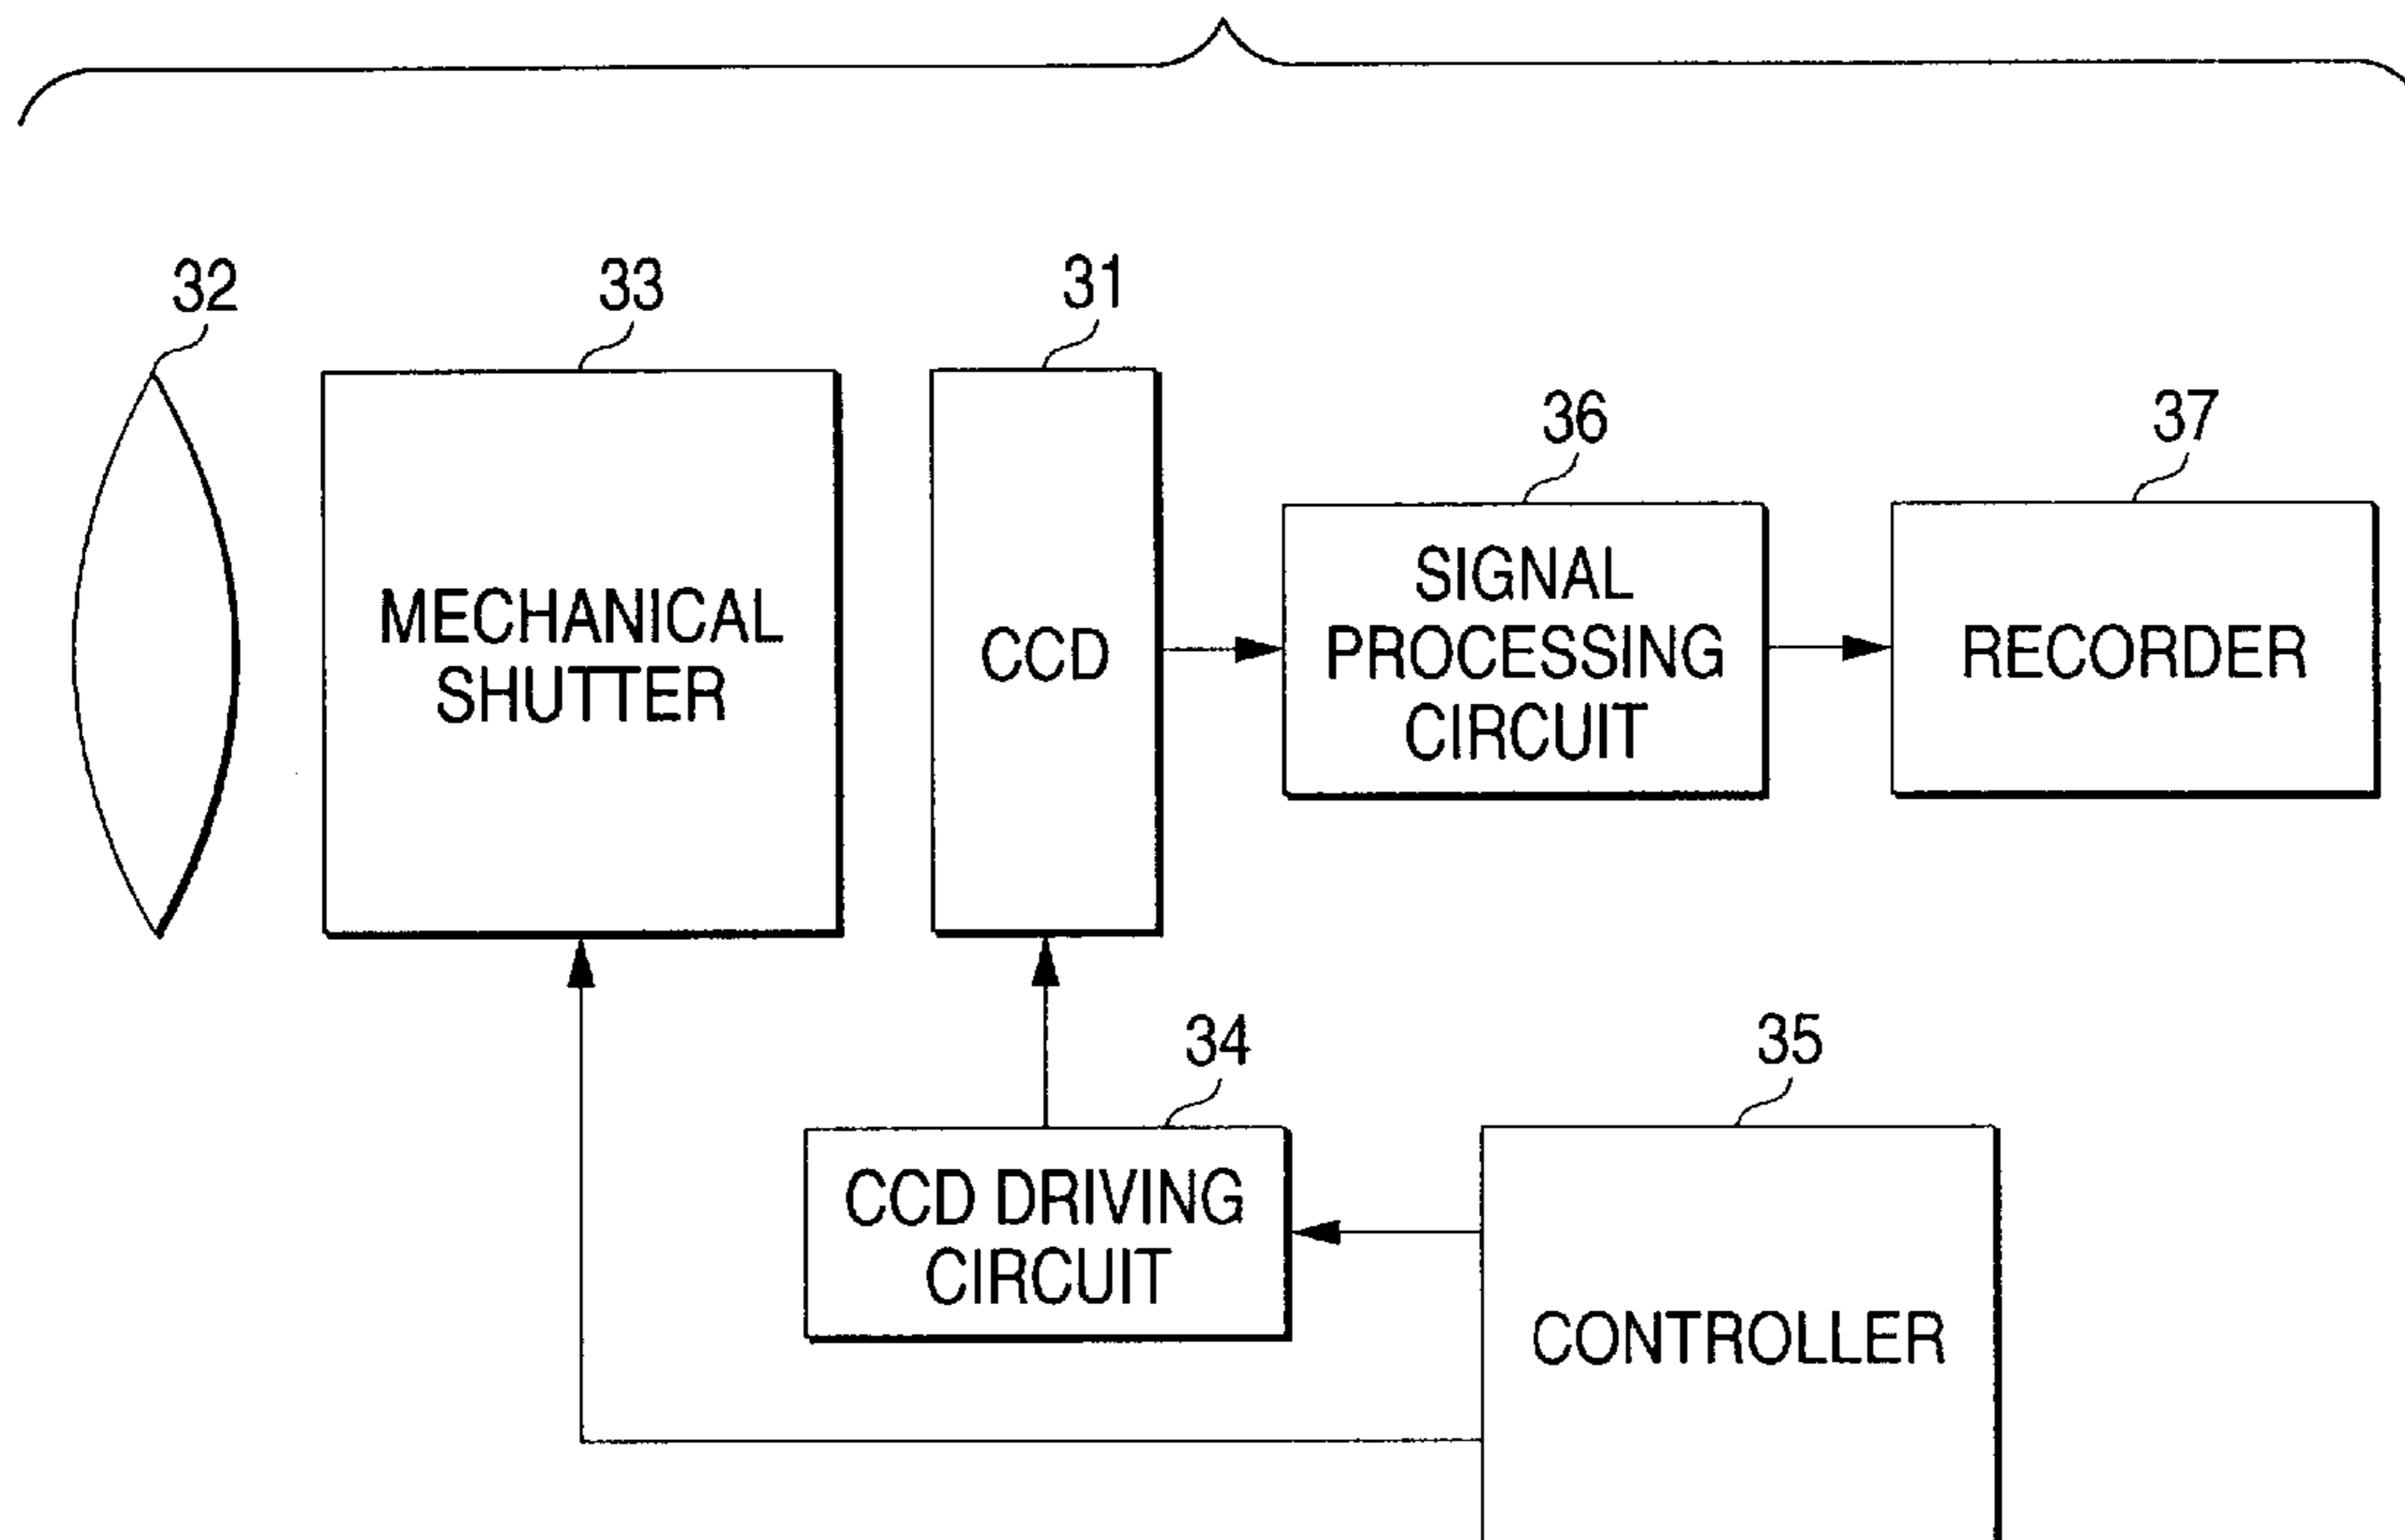 32
33
31
36
37
MECHANICAL
SHUTTER
CCD
SIGNAL
PROCESSING
CIRCUIT
RECORDER
34
35
CCD DRIVING
CIRCUIT
CONTROLLER